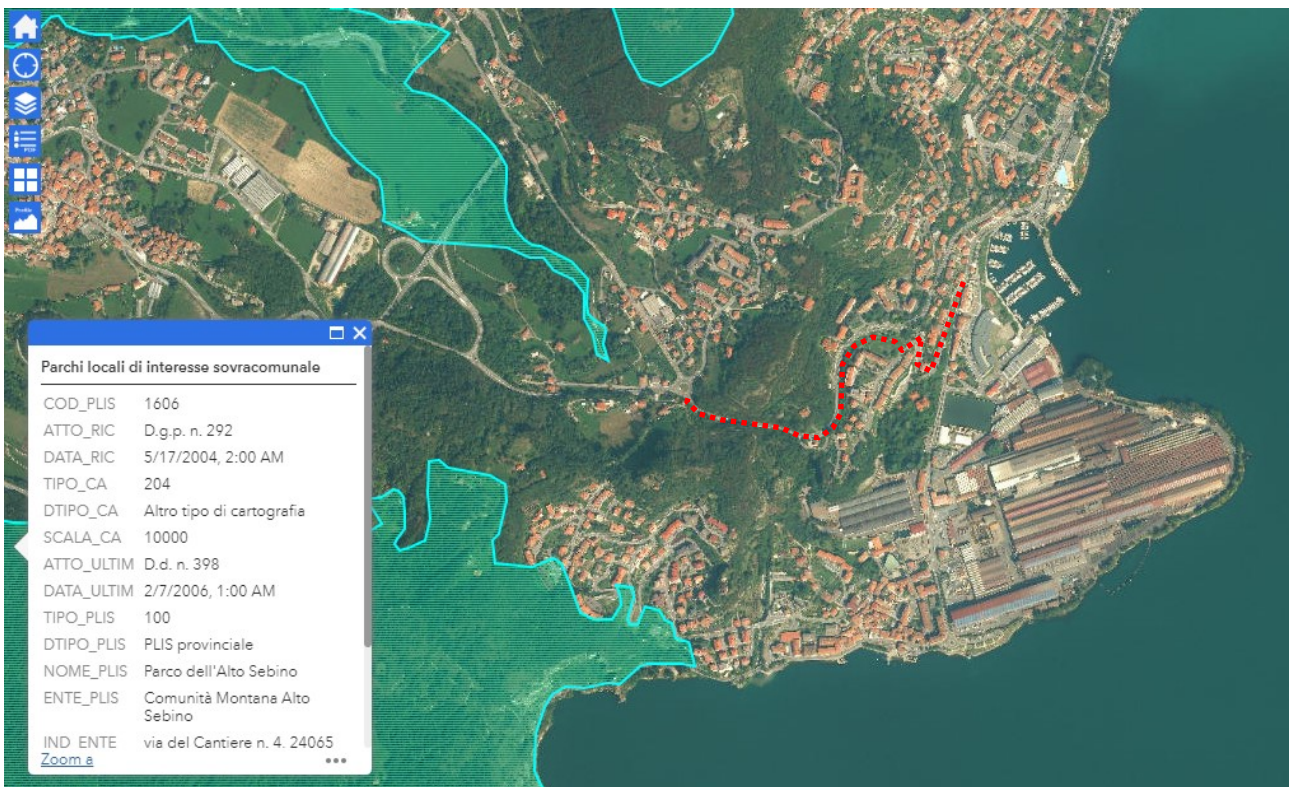 Profile
Parchi locali di interesse sovracomunale
COD_PLIS 1606
ATTO_RIC D.g.p. n. 292
DATA_RIC 5/17/2004, 2:00 AM
TIPO_CA 204
DTIPO_CA Altro tipo di cartografia
SCALA_CA 10000
ATTO_ULTIM D.d. n. 398
DATA_ULTIM 2/7/2006, 1:00 AM
TIPO_PLIS 100
DTIPO_PLIS PLIS provinciale
NOME_PLIS Parco dell'Alto Sebino
ENTE_PLIS Comunità Montana Alto
Sebino
IND_ENTE via del Cantiere n. 4. 24065
Zoom a